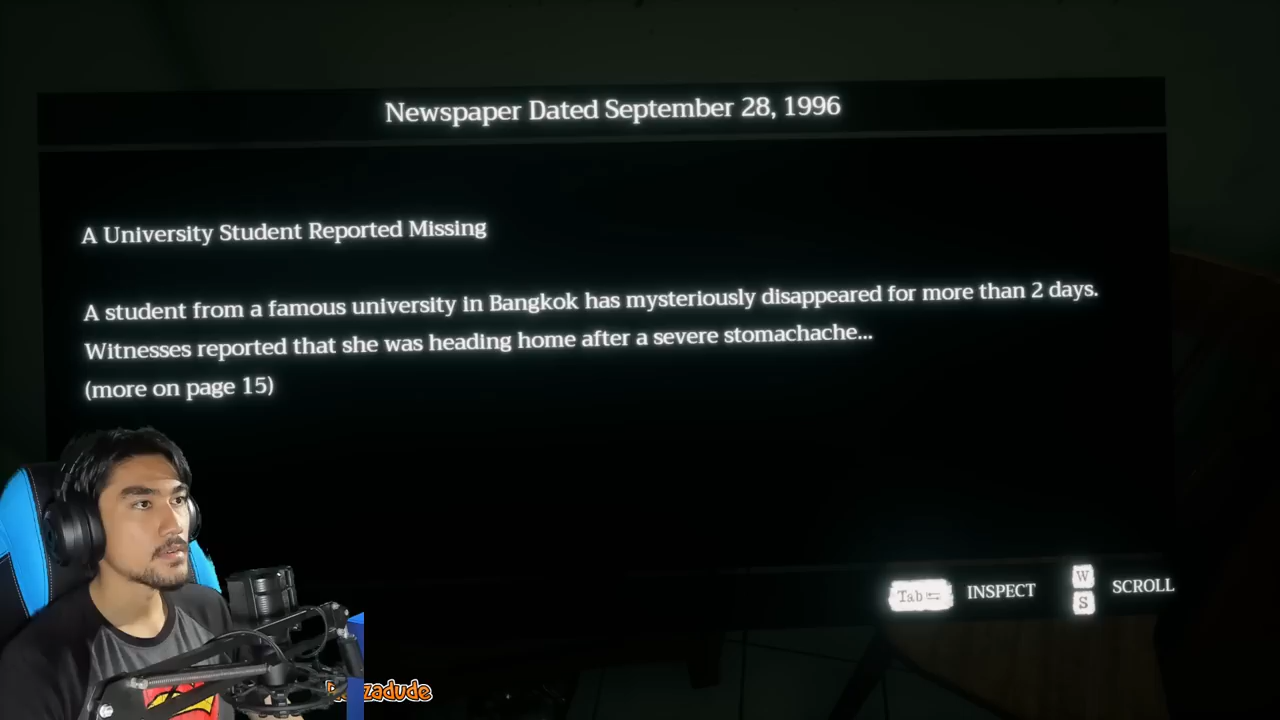 Newspaper Dated September 28, 1996
A University Student Reported Missing
A student from a famous university in Bangkok has mysteriously disappeared for more than 2 days.
Witnesses reported that she was heading home after a severe stomachache...
(more on page 15)
Tab
INSPECT
W
S
SCROLL